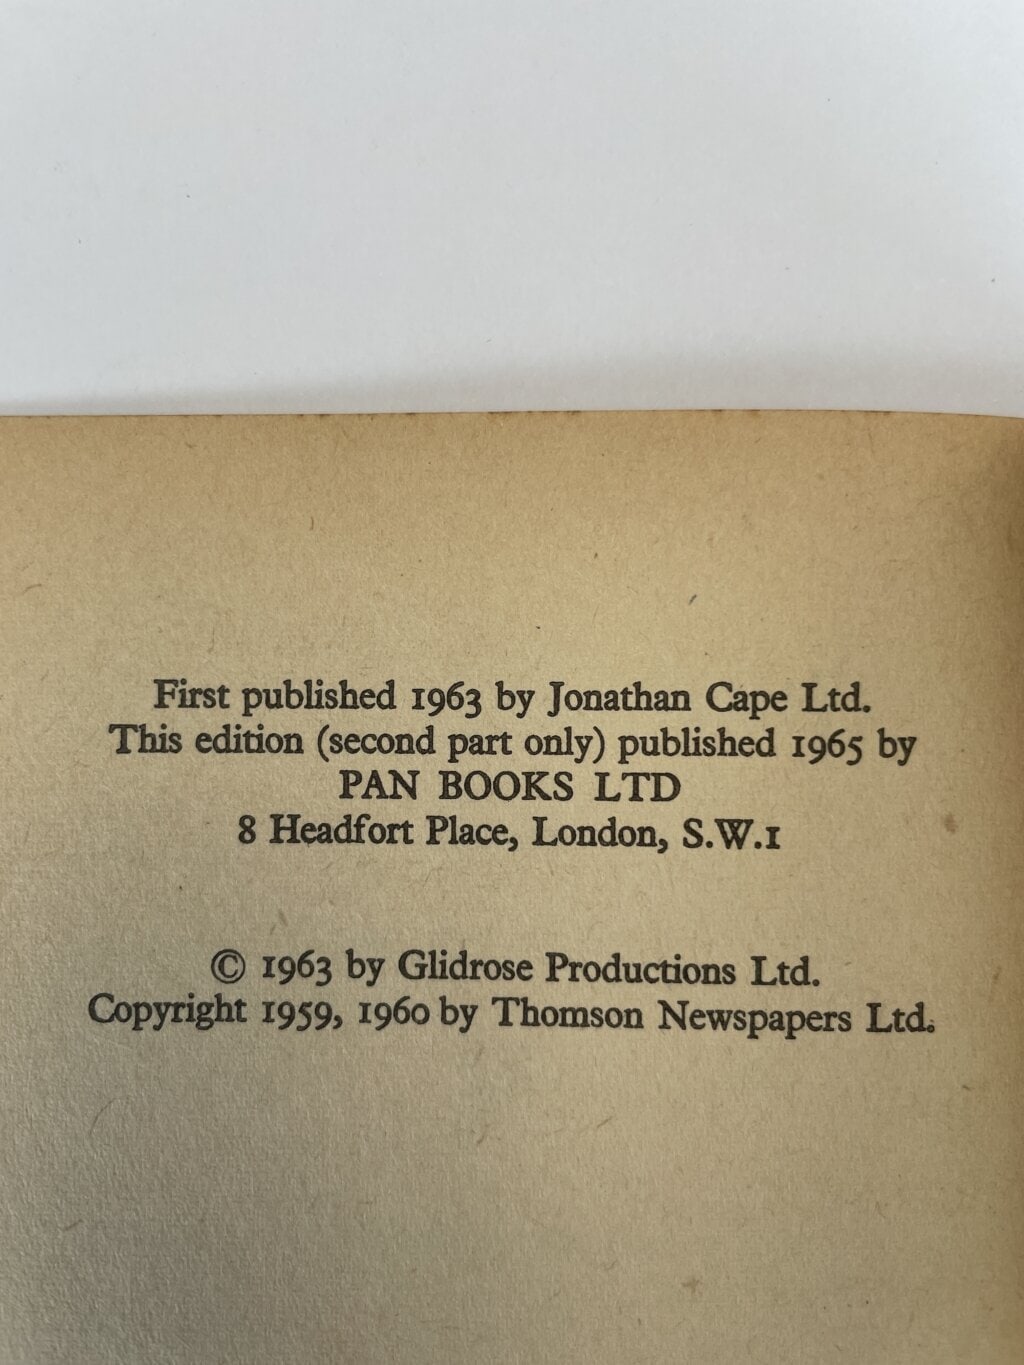 First published 1963 by Jonathan Cape Ltd.
This edition (second part only) published 1965 by
PAN BOOKS LTD
8 Headfort Place, London, S.W.1
© 1963 by Glidrose Productions Ltd.
Copyright 1959, 1960 by Thomson Newspapers Ltd.